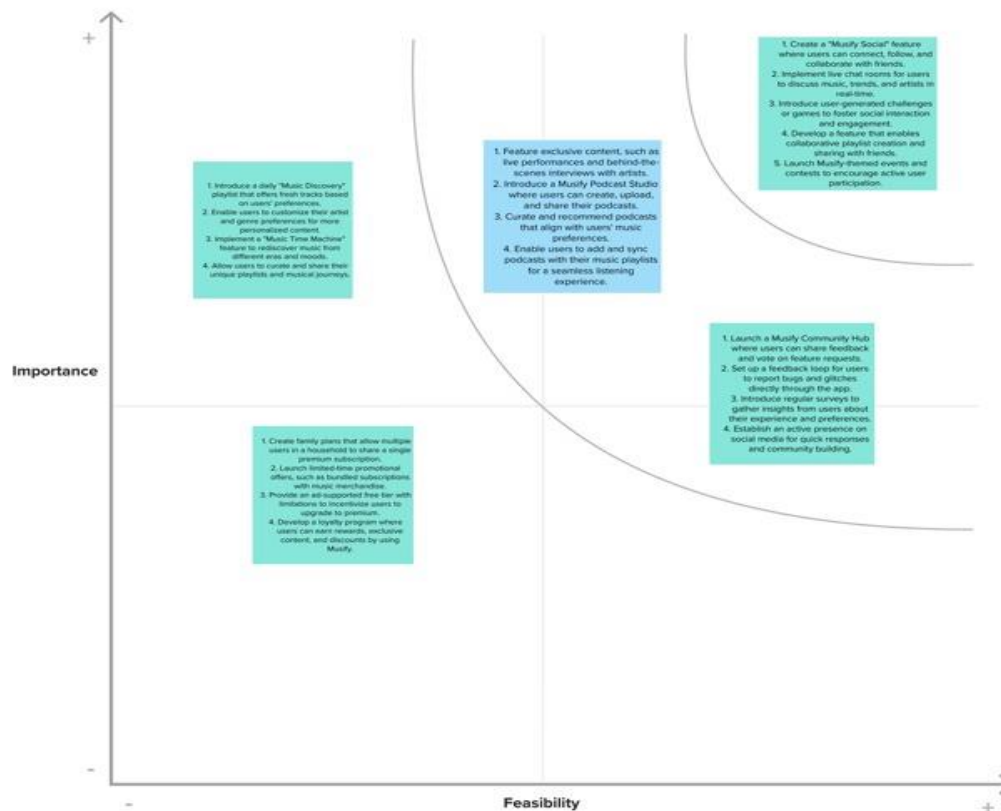 +
1. Create a "Musify Social" feature
where users can connect, follow, and
collaborate with friends.
2. Implement live chat rooms for users
to discuss music, trends, and artists in
real-time.
3. Introduce user-generated challenges
or games to foster social interaction
and engagement.
4. Develop a feature that enables
collaborative playlist creation and
sharing with friends.
5. Launch Musify-themed events and
contests to encourage active user
participation.
1. Feature exclusive content, such as
live performances and behind-the-
scenes interviews with artists.
2. Introduce a Musify Podcast Studio
where users can create, upload,
and share their podcasts.
3. Curate and recommend podcasts
that align with users' music
preferences.
4. Enable users to add and sync
podcasts with their music playlists
for a seamless listening
experience.
1. Introduce a daily "Music Discovery"
playlist that offers fresh tracks based
on users' preferences.
2. Enable users to customize their artist
and genre preferences for more
personalized content.
3. Implement a "Music Time Machine"
feature to rediscover music from
different eras and moods.
4. Allow users to curate and share their
unique playlists and musical journeys.
1. Launch a Musify Community Hub
where users can share feedback
and vote on feature requests.
2. Set up a feedback loop for users
to report bugs and glitches
directly through the app.
3. Introduce regular surveys to
gather insights from users about
their experience and preferences.
4. Establish an active presence on
social media for quick responses
and community building.
Importance
1. Create family plans that allow multiple
users in a household to share a single
premium subscription.
2. Launch limited-time promotional
offers, such as bundled subscriptions
with music merchandise.
3. Provide an ad-supported free tier with
limitations to incentivize users to
upgrade to premium.
4. Develop a loyalty program where
users can earn rewards, exclusive
content, and discounts by using
Musify.
-
-
Feasibility
+